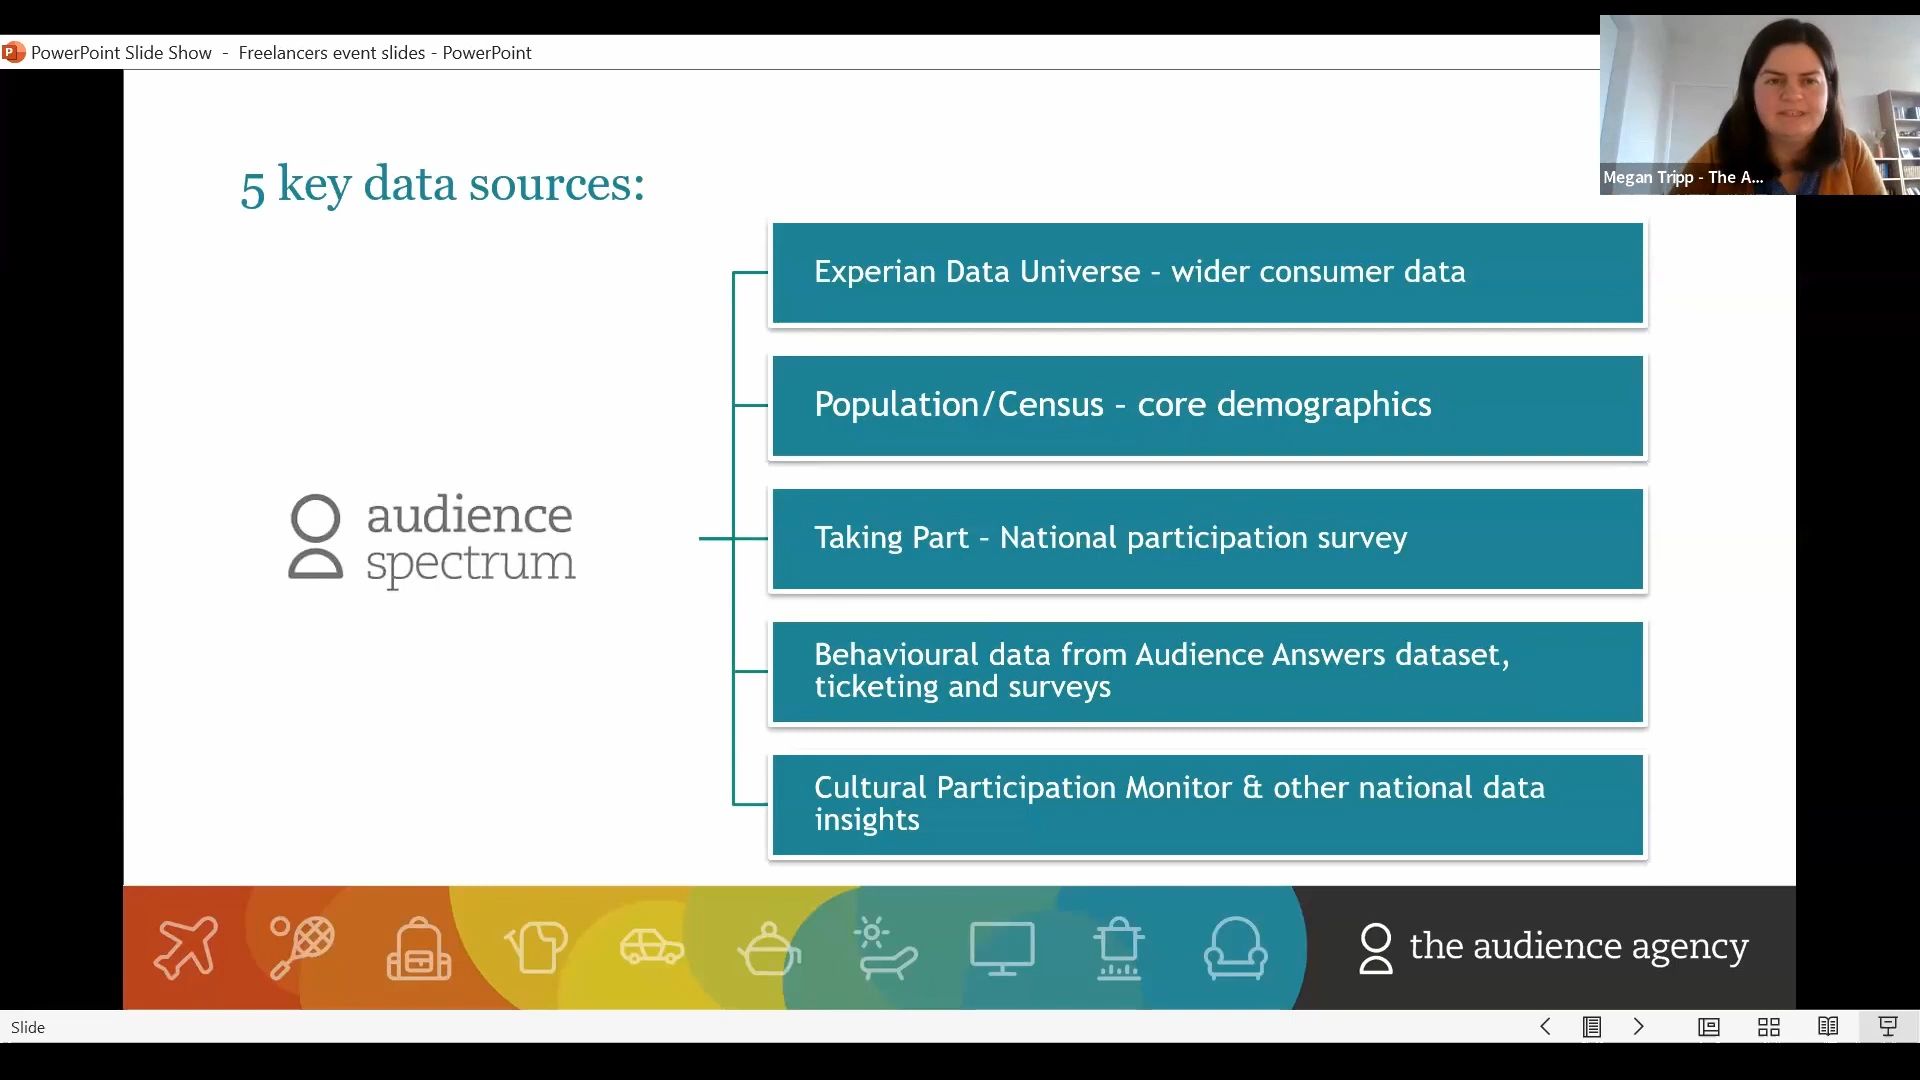 PowerPoint Slide Show - Freelancers event slides - PowerPoint
Megan Tripp - The A...
5 key data sources:
Experian Data Universe – wider consumer data
Population/Census – core demographics
Taking Part – National participation survey
Behavioural data from Audience Answers dataset,
ticketing and surveys
Cultural Participation Monitor & other national data
insights
audience
spectrum
the audience agency
Slide